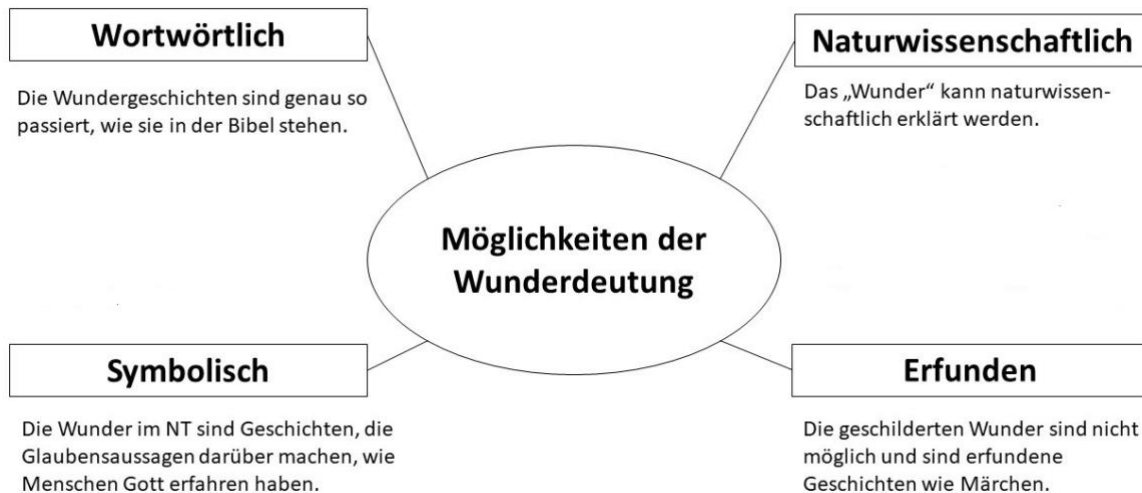 Wortwörtlich
Die Wundergeschichten sind genau so
passiert, wie sie in der Bibel stehen.
Naturwissenschaftlich
Das „Wunder“ kann naturwissen-
schaftlich erklärt werden.
Möglichkeiten der
Wunderdeutung
Symbolisch
Die Wunder im NT sind Geschichten, die
Glaubensaussagen darüber machen, wie
Menschen Gott erfahren haben.
Erfunden
Die geschilderten Wunder sind nicht
möglich und sind erfundene
Geschichten wie Märchen.